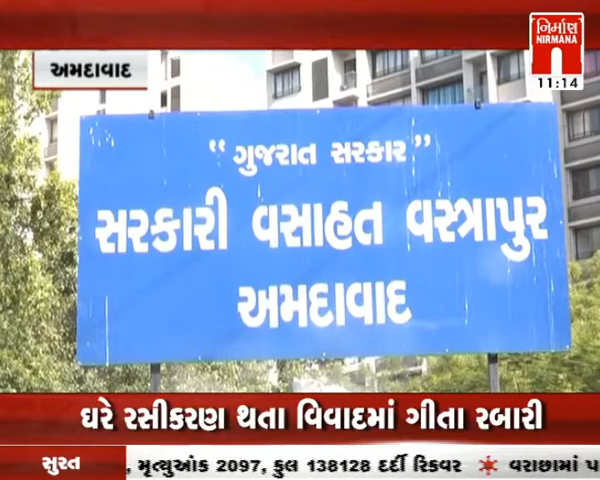 નિર્માણ
NIRMANA
11:14
અમદાવાદ
" ગુજરાત સરકાર "
સરકારી વસાહત વસ્ત્રાપુર
અમદાવાદ
ઘરે રસીકરણ થતા વિવાદમાં ગીતા રબારી
સુરત , મૃત્યુઆંક 2097, કુલ 138128 દર્દી રિકવર વરાછામાં પ